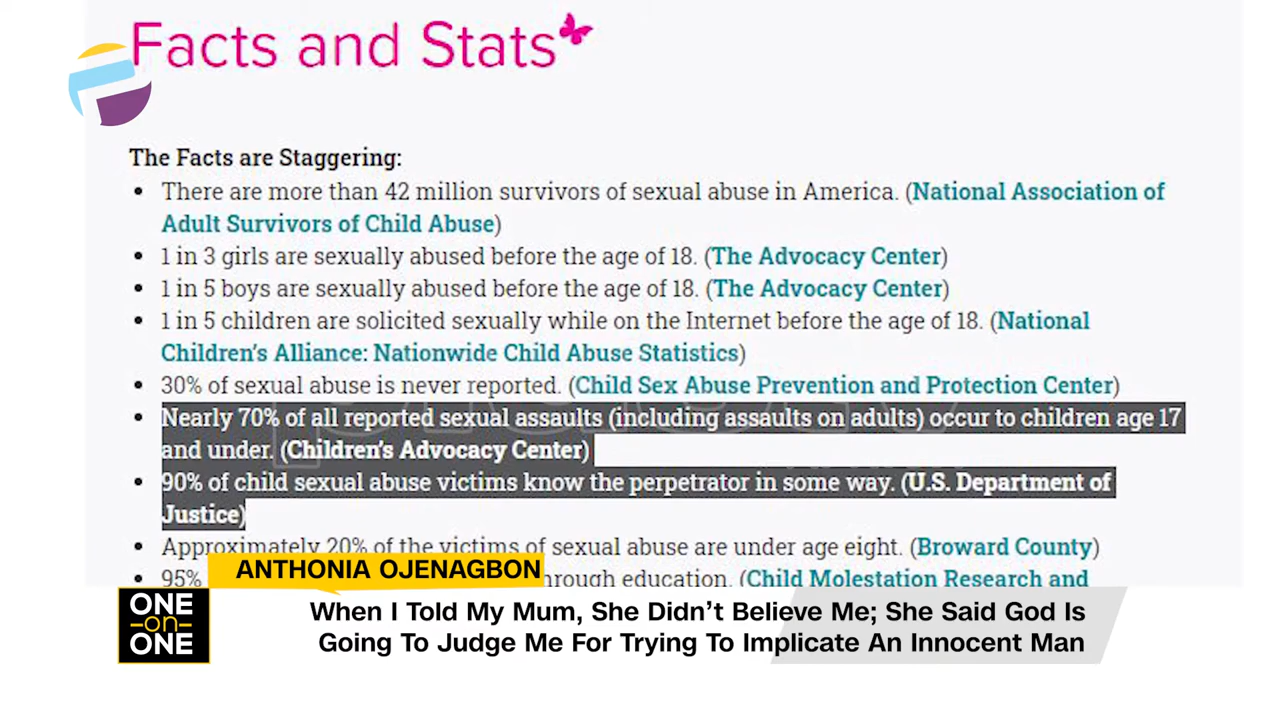 Facts and Stats
The Facts are Staggering:
• There are more than 42 million survivors of sexual abuse in America. (National Association of
Adult Survivors of Child Abuse)
• 1 in 3 girls are sexually abused before the age of 18. (The Advocacy Center)
• 1 in 5 boys are sexually abused before the age of 18. (The Advocacy Center)
• 1 in 5 children are solicited sexually while on the Internet before the age of 18. (National
Children's Alliance: Nationwide Child Abuse Statistics)
• 30% of sexual abuse is never reported. (Child Sex Abuse Prevention and Protection Center)
• Nearly 70% of all reported sexual assaults (including assaults on adults) occur to children age 17
and under. (Children's Advocacy Center)
• 90% of child sexual abuse victims know the perpetrator in some way. (U.S. Department of
Justice)
• Approximately 20% of the victims of sexual abuse are under age eight. (Broward County)
• 95% through education. (Child Molestation Research and
ANTHONIA OJENAGBON
ONE
-on-
ONE
When I Told My Mum, She Didn't Believe Me; She Said God Is
Going To Judge Me For Trying To Implicate An Innocent Man